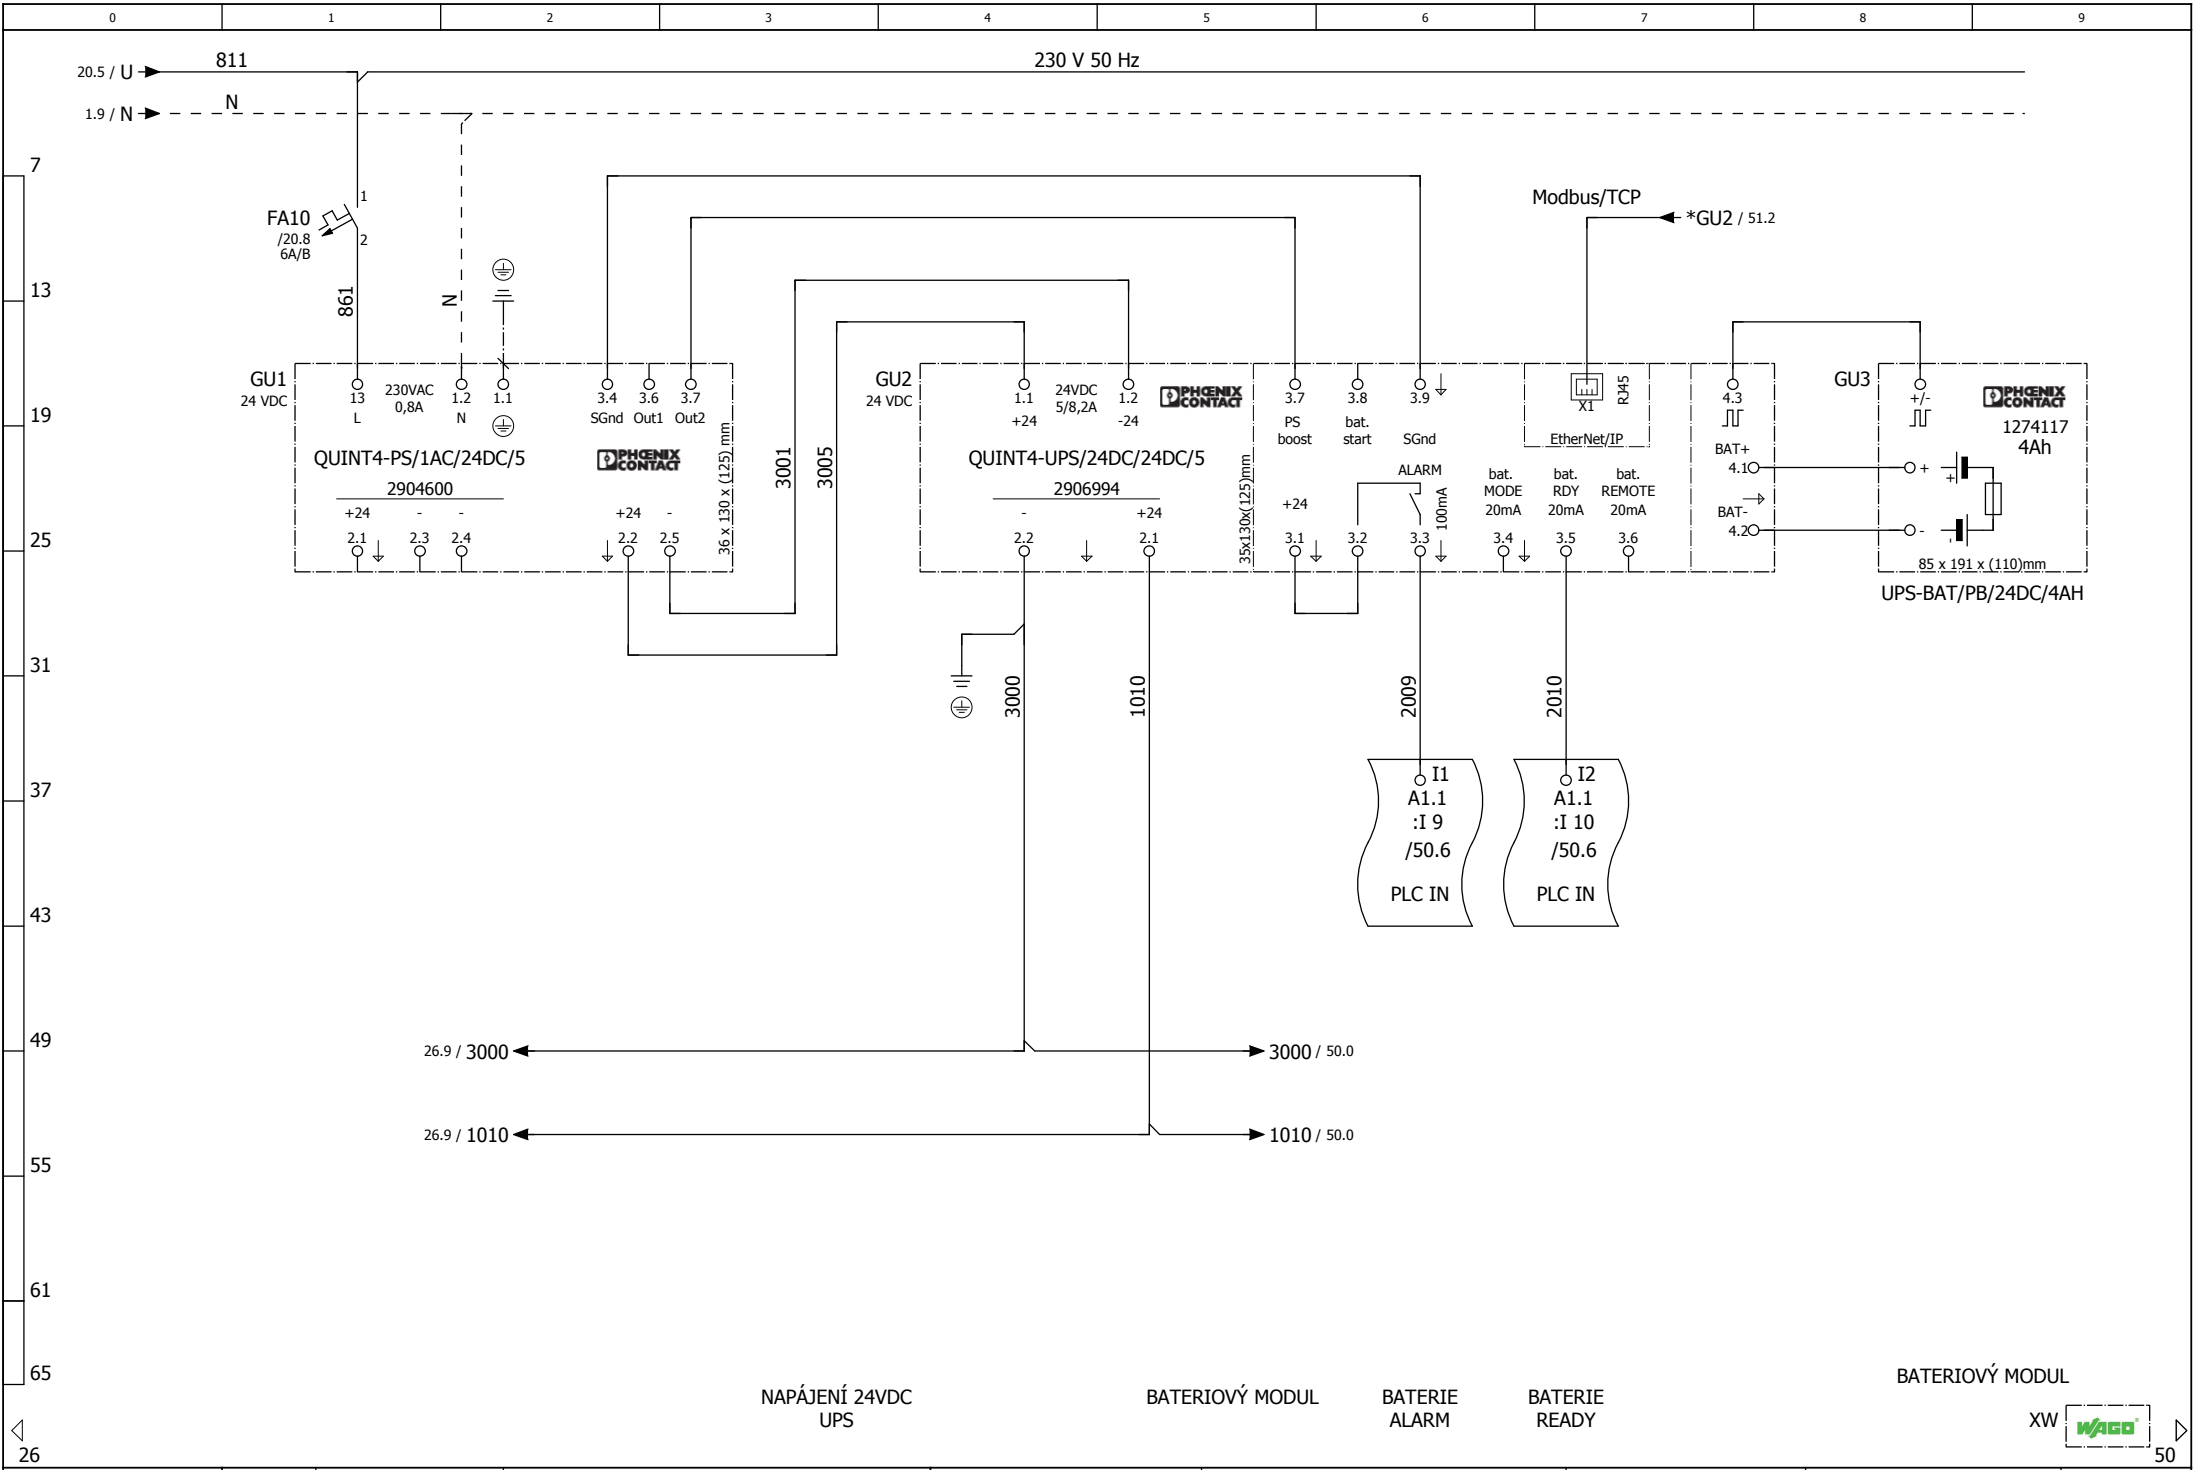 0 1 2 3 4 5 6 7 8 9
20.5 / U
811
230 V 50 Hz
1.9 / N
N
7
13
19
25
31
37
43
49
55
61
65
FA10
/20.8
6A/B
1
2
861
N
Modbus/TCP
*GU2 / 51.2
GU1
24 VDC
13
L
230VAC
0,8A
1.2
N
1.1
3.4
SGnd
3.6
Out1
3.7
Out2
QUINT4-PS/1AC/24DC/5
PHŒNIX
CONTACT
2904600
36 x 130 x (125) mm
+24
-
-
+24
-
2.1
2.3
2.4
2.2
2.5
3001
3005
GU2
24 VDC
1.1
+24
24VDC
5/8,2A
1.2
-24
PHŒNIX
CONTACT
QUINT4-UPS/24DC/24DC/5
2906994
35x130x(125)mm
-
+24
2.2
2.1
3.7
PS
boost
3.8
bat.
start
3.9
SGnd
X1
RJ45
EtherNet/IP
ALARM
100mA
+24
bat.
MODE
20mA
bat.
RDY
20mA
bat.
REMOTE
20mA
3.1
3.2
3.3
3.4
3.5
3.6
4.3
BAT+
4.1
BAT-
4.2
GU3
+/-
PHŒNIX
CONTACT
1274117
4Ah
+
+
-
-
85 x 191 x (110)mm
UPS-BAT/PB/24DC/4AH
3000
1010
2009
2010
I1
A1.1
:I 9
/50.6
PLC IN
I2
A1.1
:I 10
/50.6
PLC IN
26.9 / 3000
3000 / 50.0
26.9 / 1010
1010 / 50.0
NAPÁJENÍ 24VDC
UPS
BATERIOVÝ MODUL
BATERIE
ALARM
BATERIE
READY
BATERIOVÝ MODUL
XW
WAGO
26
50